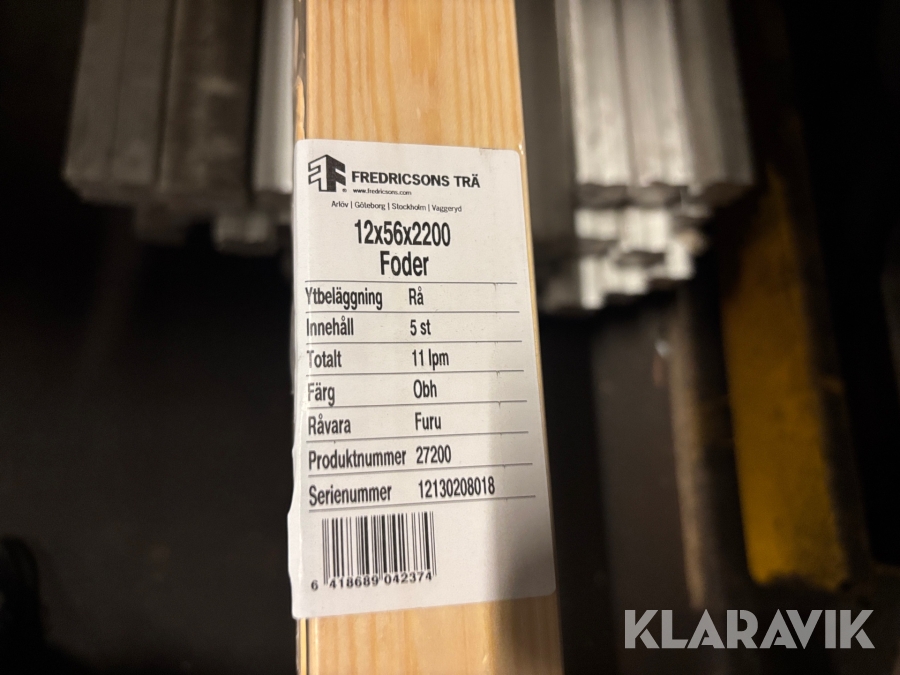 FREDRICSONS TRÄ
www.fredricsons.com
Arlöv | Göteborg | Stockholm | Vaggeryd
12x56x2200
Foder
Ytbeläggning Rå
Innehåll 5 st
Totalt 11 lpm
Färg Obh
Råvara Furu
Produktnummer 27200
Serienummer 12130208018
6 418689 042374
KLARAVIK